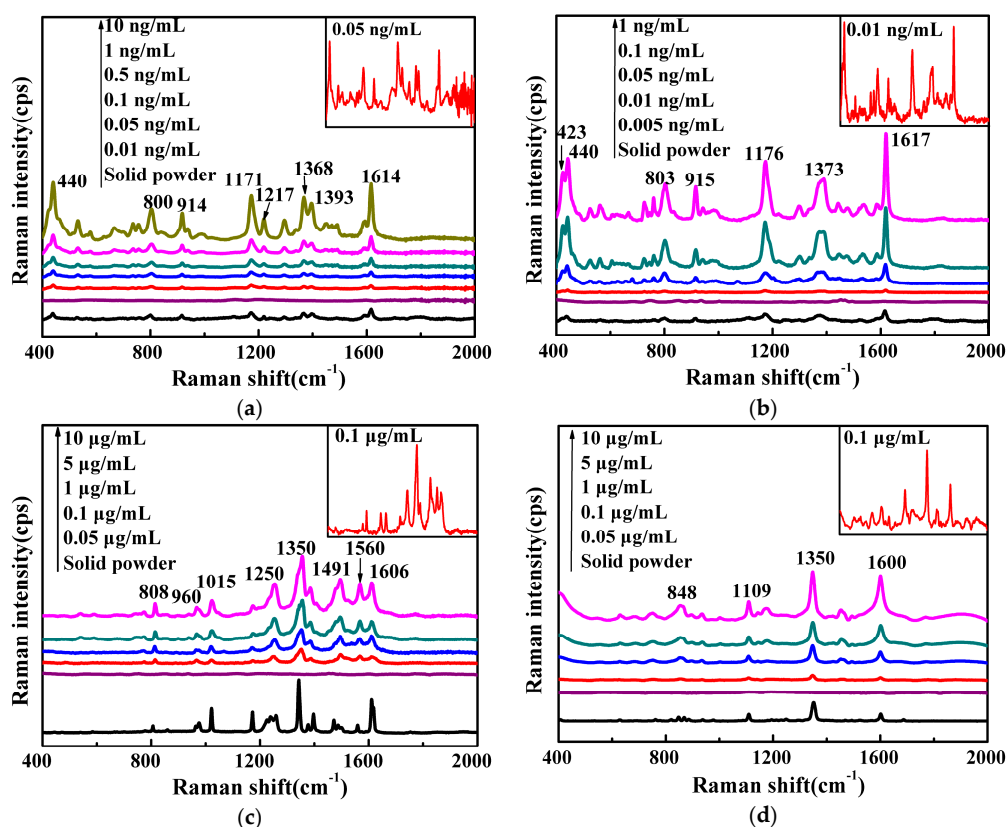 (a)
10 ng/mL
1 ng/mL
0.5 ng/mL
0.1 ng/mL
0.05 ng/mL
0.01 ng/mL
Solid powder
0.05 ng/mL
440
800
914
1171
1217
1368
1393
1614
Raman intensity(cps)
400 800 1200 1600 2000
Raman shift(cm⁻¹)
(b)
1 ng/mL
0.1 ng/mL
0.05 ng/mL
0.01 ng/mL
0.005 ng/mL
Solid powder
0.01 ng/mL
423
440
803
915
1176
1373
1617
Raman intensity(cps)
400 800 1200 1600 2000
Raman shift(cm⁻¹)
10 µg/mL
5 µg/mL
1 µg/mL
0.1 µg/mL
0.05 µg/mL
Solid powder
0.1 µg/mL
808
960
1015
1250
1350
1491
1560
1606
Raman intensity(cps)
400 800 1200 1600 2000
Raman shift(cm⁻¹)
(c)
10 µg/mL
5 µg/mL
1 µg/mL
0.1 µg/mL
0.05 µg/mL
Solid powder
0.1 µg/mL
848
1109
1350
1600
Raman intensity(cps)
400 800 1200 1600 2000
Raman shift(cm⁻¹)
(d)